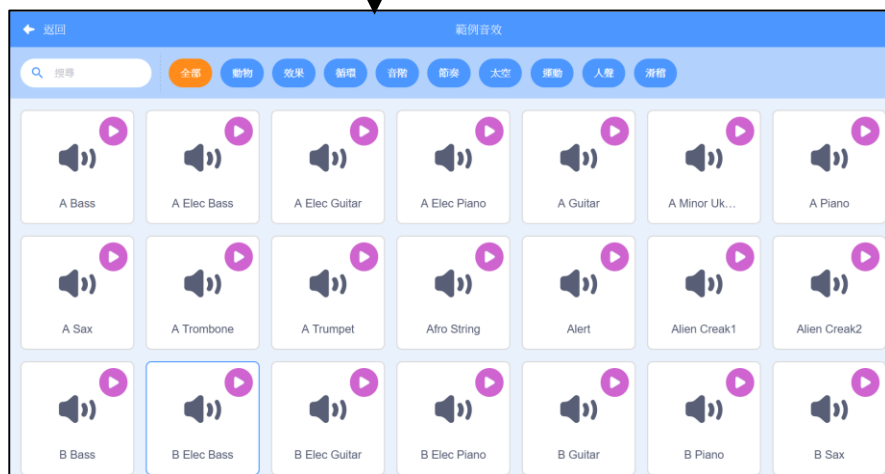 返回
範例音效
搜尋
全部 動物 效果 循環 音階 節奏 太空 運動 人聲 滑稽
A Bass A Elec Bass A Elec Guitar A Elec Piano A Guitar A Minor Uk... A Piano
A Sax A Trombone A Trumpet Afro String Alert Alien Creak1 Alien Creak2
B Bass B Elec Bass B Elec Guitar B Elec Piano B Guitar B Piano B Sax